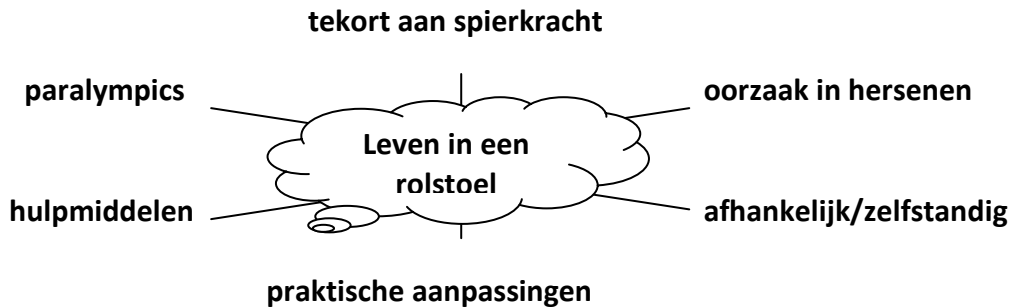 tekort aan spierkracht
paralympics
oorzaak in hersenen
Leven in een
rolstoel
hulpmiddelen
afhankelijk/zelfstandig
praktische aanpassingen